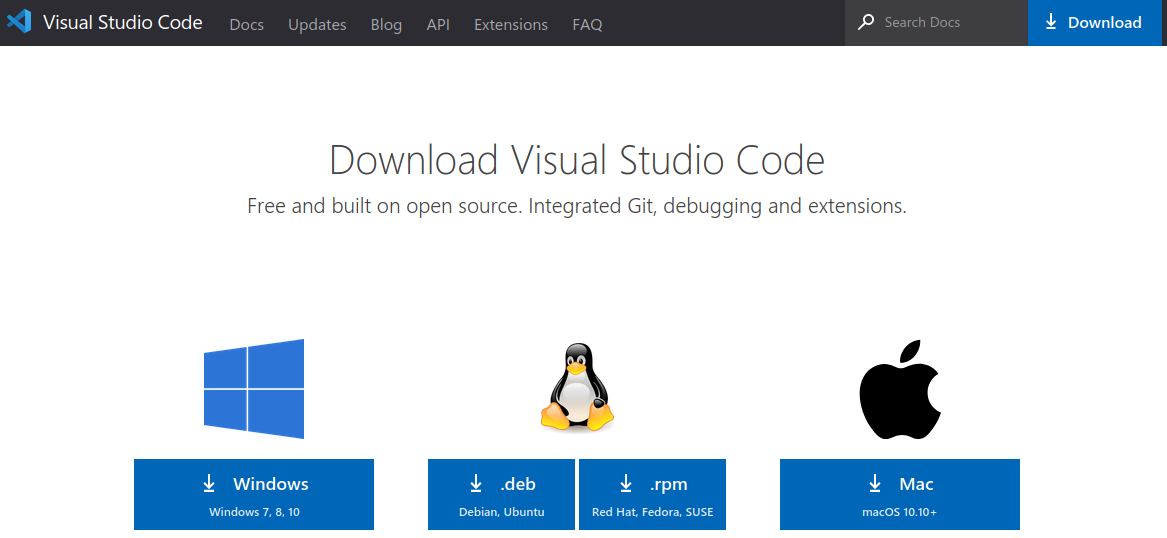 Visual Studio Code Docs Updates Blog API Extensions FAQ Search Docs Download
Download Visual Studio Code
Free and built on open source. Integrated Git, debugging and extensions.
Windows
Windows 7, 8, 10
.deb
Debian, Ubuntu
.rpm
Red Hat, Fedora, SUSE
Mac
macOS 10.10+